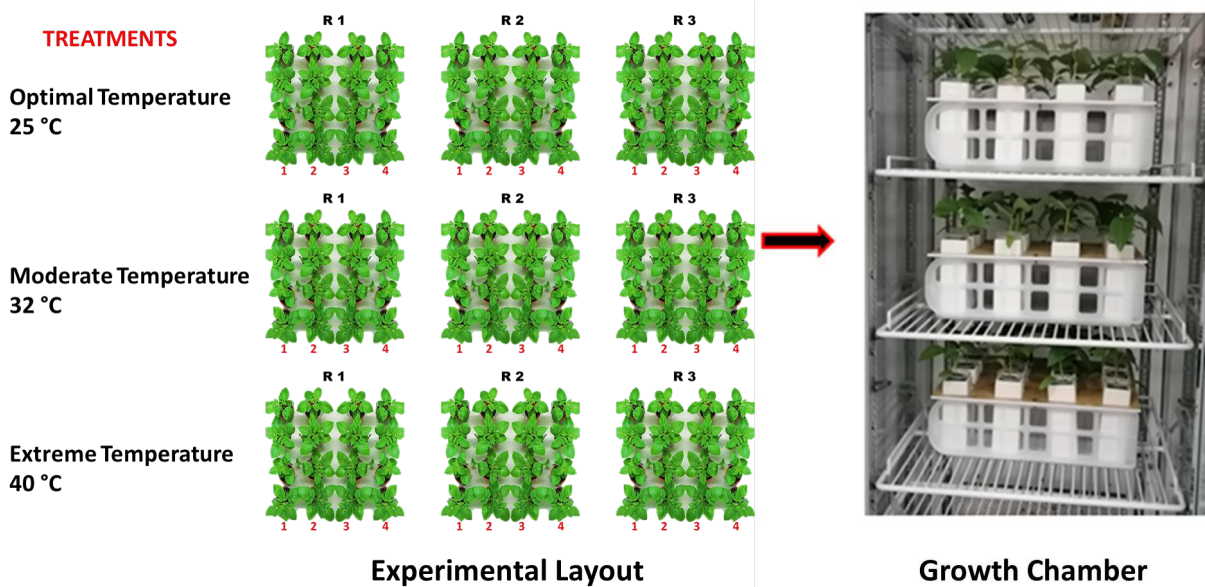 TREATMENTS
R 1 R 2 R 3
Optimal Temperature
25 °C
1 2 3 4 1 2 3 4 1 2 3 4
R 1 R 2 R 3
Moderate Temperature
32 °C
1 2 3 4 1 2 3 4 1 2 3 4
R 1 R 2 R 3
Extreme Temperature
40 °C
1 2 3 4 1 2 3 4 1 2 3 4
Experimental Layout
Growth Chamber